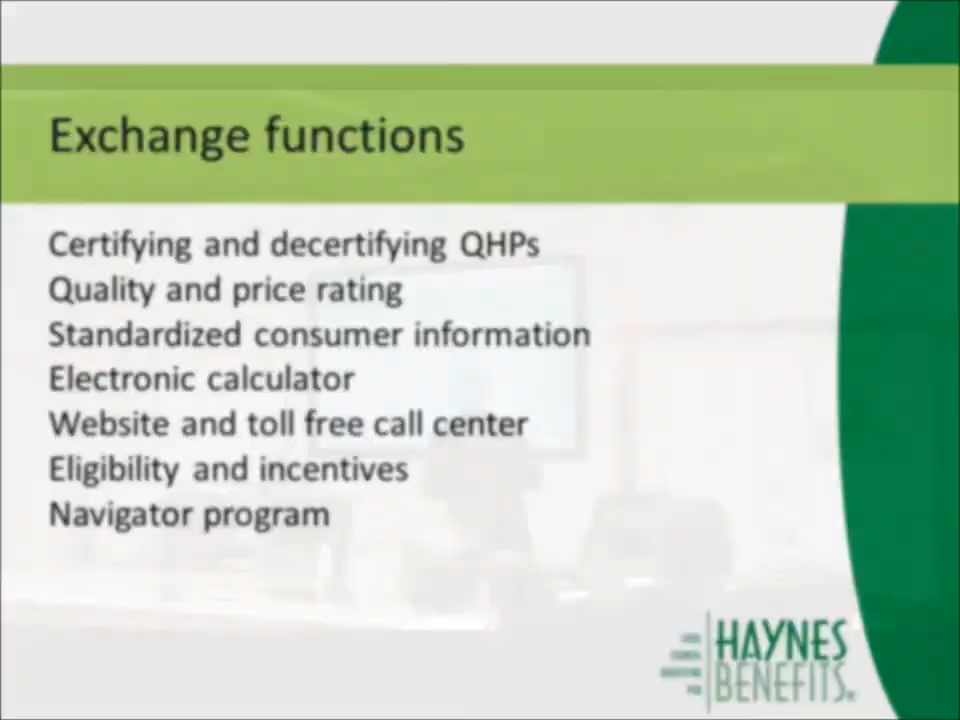 Exchange functions
Certifying and decertifying QHPs
Quality and price rating
Standardized consumer information
Electronic calculator
Website and toll free call center
Eligibility and incentives
Navigator program
HAYNES
BENEFITS